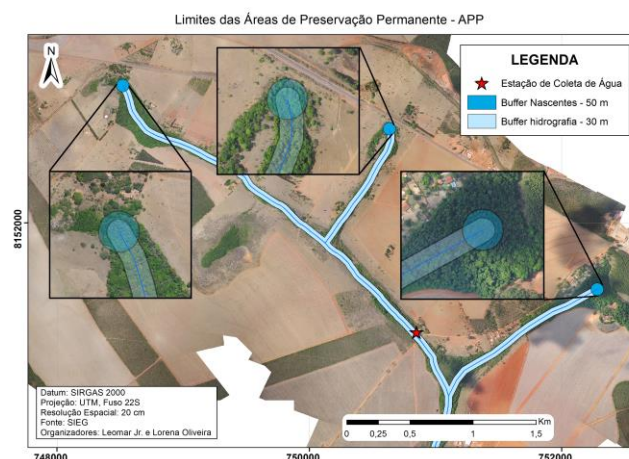 Limites das Áreas de Preservação Permanente - APP
N
LEGENDA
Estação de Coleta de Água
Buffer Nascentes - 50 m
Buffer hidrografia - 30 m
8152000
Datum: SIRGAS 2000
Projeção: UTM, Fuso 22S
Resolução Espacial: 20 cm
Fonte: SIEG
Organizadores: Leomar Jr. e Lorena Oliveira
Km
0 0,25 0,5 1 1,5
748000 750000 752000